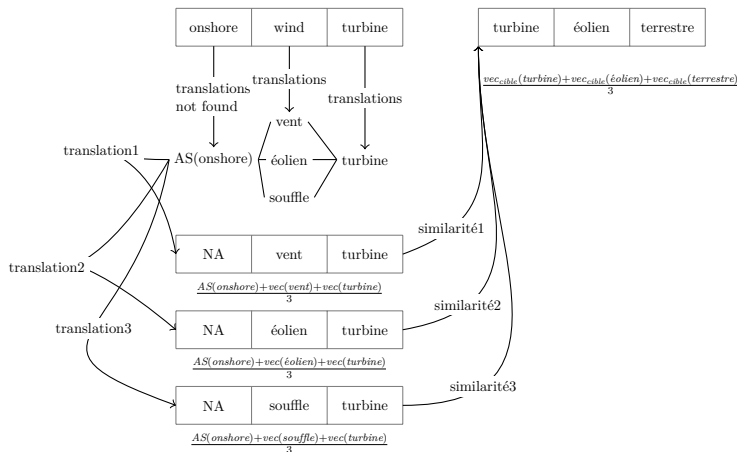 onshore wind turbine
turbine éolien terrestre
translations
not found
translations
translations
vec_cible(turbine)+vec_cible(éolien)+vec_cible(terrestre)
3
vent
translation1
AS(onshore) éolien turbine
souffle
similarité1
NA vent turbine
translation2
AS(onshore)+vec(vent)+vec(turbine)
3
similarité2
translation3
NA éolien turbine
AS(onshore)+vec(éolien)+vec(turbine)
3
similarité3
NA souffle turbine
AS(onshore)+vec(souffle)+vec(turbine)
3